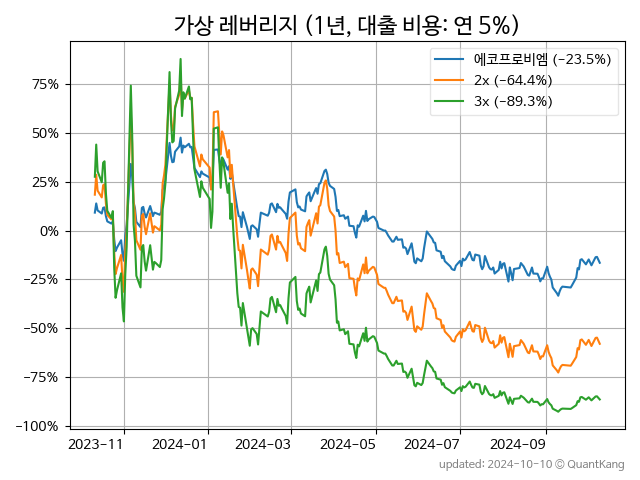 가상 레버리지 (1년, 대출 비용: 연 5%)
에코프로비엠 (-23.5%)
2x (-64.4%)
3x (-89.3%)
75%
50%
25%
0%
-25%
-50%
-75%
-100%
2023-11 2024-01 2024-03 2024-05 2024-07 2024-09
updated: 2024-10-10 © QuantKang